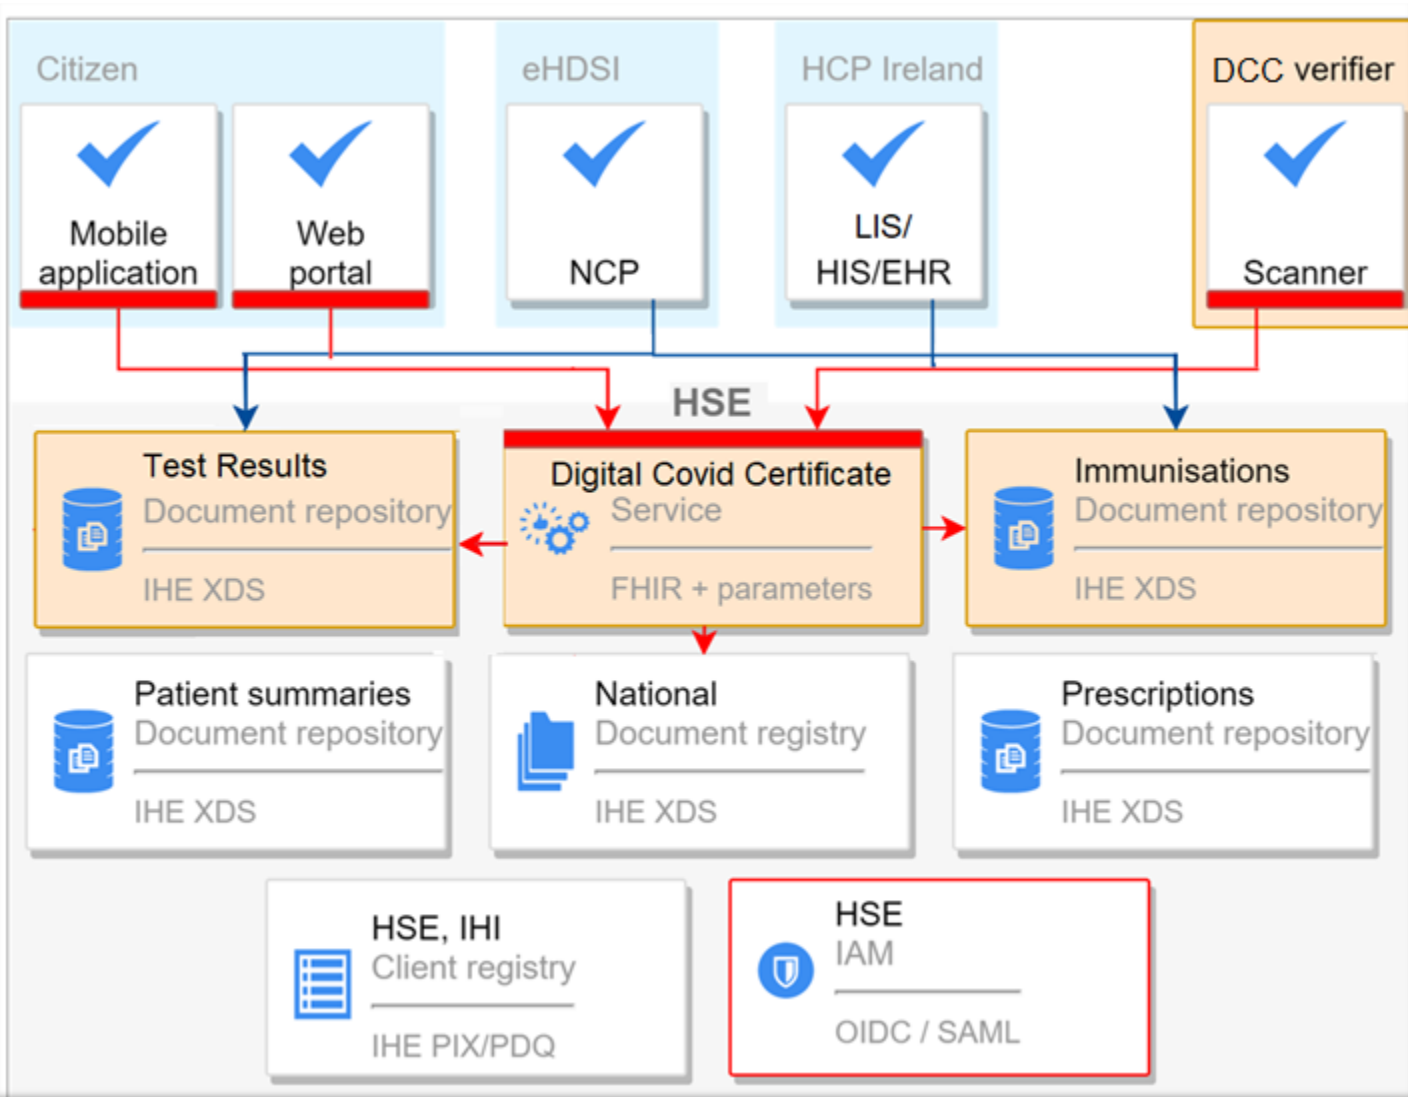 Citizen
eHDSI
HCP Ireland
DCC verifier
Mobile
application
Web
portal
NCP
LIS/
HIS/EHR
Scanner
HSE
Test Results
Document repository
IHE XDS
Digital Covid Certificate
Service
FHIR + parameters
Immunisations
Document repository
IHE XDS
Patient summaries
Document repository
IHE XDS
National
Document registry
IHE XDS
Prescriptions
Document repository
IHE XDS
HSE, IHI
Client registry
IHE PIX/PDQ
HSE
IAM
OIDC / SAML